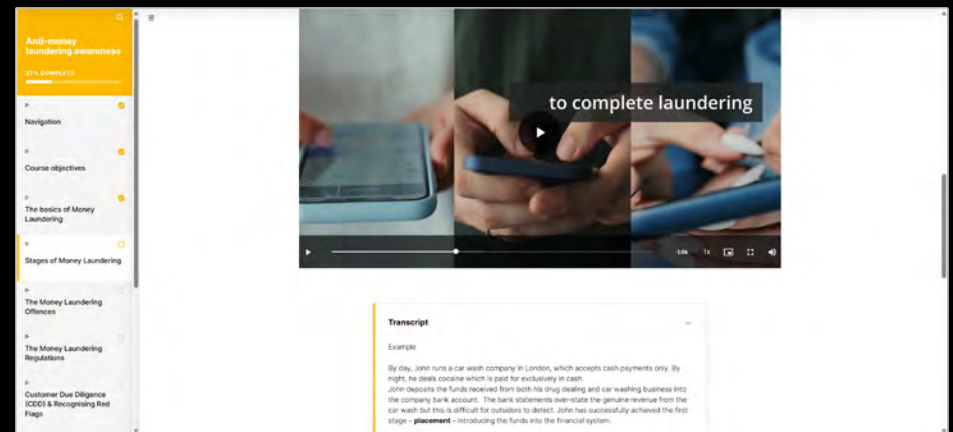 Anti-money
laundering awareness
27% COMPLETE
Navigation
Course objectives
The basics of Money
Laundering
Stages of Money Laundering
The Money Laundering
Offences
The Money Laundering
Regulations
Customer Due Diligence
(CDD) & Recognising Red
Flags
to complete laundering
-1:06 1x
Transcript
Example
By day, John runs a car wash company in London, which accepts cash payments only. By
night, he deals cocaine which is paid for exclusively in cash.
John deposits the funds received from both his drug dealing and car washing business into
the company bank account. The bank statements over-state the genuine revenue from the
car wash but this is difficult for outsiders to detect. John has successfully achieved the first
stage – placement – introducing the funds into the financial system.